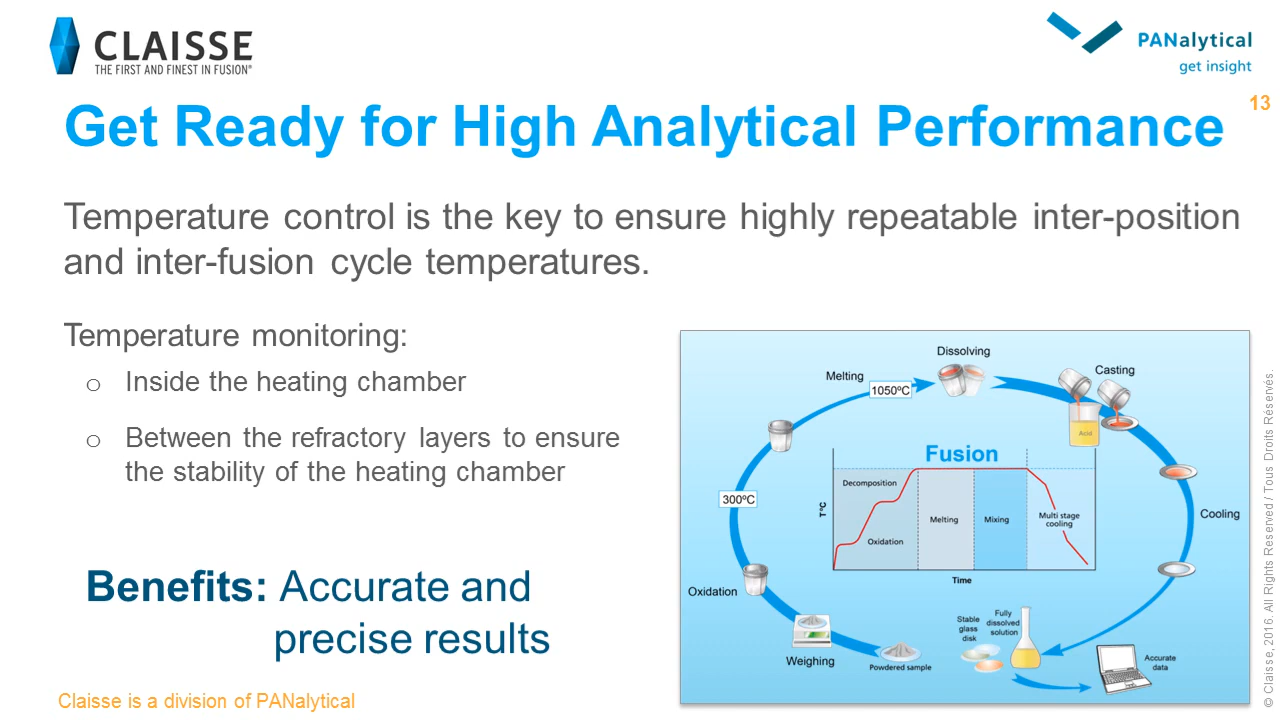 CLAISSE
THE FIRST AND FINEST IN FUSION®
PANalytical
get insight
13
Get Ready for High Analytical Performance
Temperature control is the key to ensure highly repeatable inter-position
and inter-fusion cycle temperatures.
Temperature monitoring:
o Inside the heating chamber
o Between the refractory layers to ensure
the stability of the heating chamber
Benefits: Accurate and
precise results
Dissolving
Melting
1050ºC
Casting
Acid
Fusion
300ºC
T ºC
Decomposition
Oxidation
Melting
Mixing
Multi stage
cooling
Time
Cooling
Oxidation
Weighing
Powdered sample
Stable
glass
disk
Fully
dissolved
solution
Accurate
data
Claisse is a division of PANalytical
© Claisse, 2016. All Rights Reserved / Tous Droits Réservés.